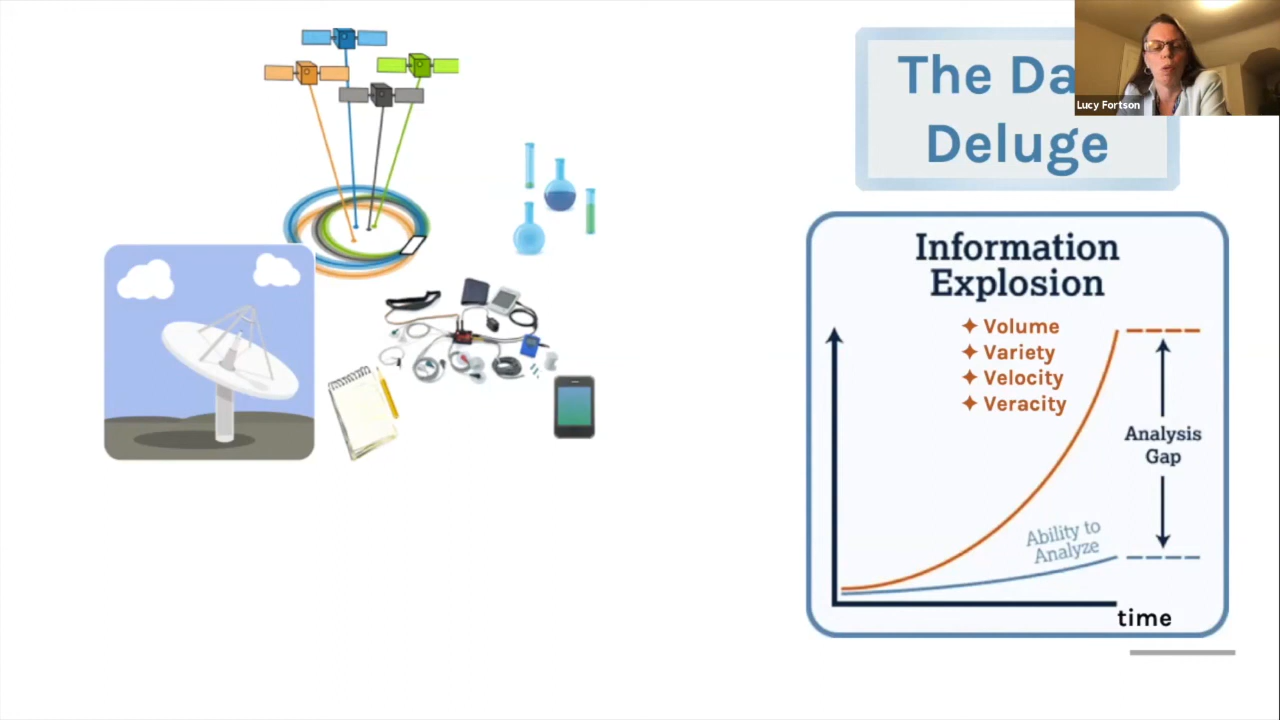 The Da
Deluge
Lucy Fortson
Information
Explosion
✦ Volume
✦ Variety
✦ Velocity
✦ Veracity
Analysis
Gap
Ability to
Analyze
time